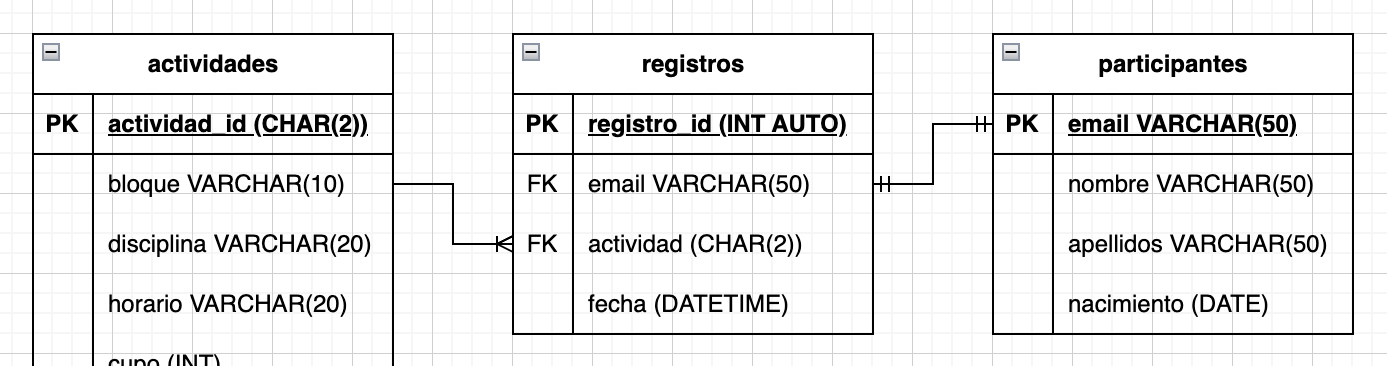 actividades
PK actividad_id (CHAR(2))
bloque VARCHAR(10)
disciplina VARCHAR(20)
horario VARCHAR(20)
cupo (INT)
registros
PK registro_id (INT AUTO)
FK email VARCHAR(50)
FK actividad (CHAR(2))
fecha (DATETIME)
participantes
PK email VARCHAR(50)
nombre VARCHAR(50)
apellidos VARCHAR(50)
nacimiento (DATE)